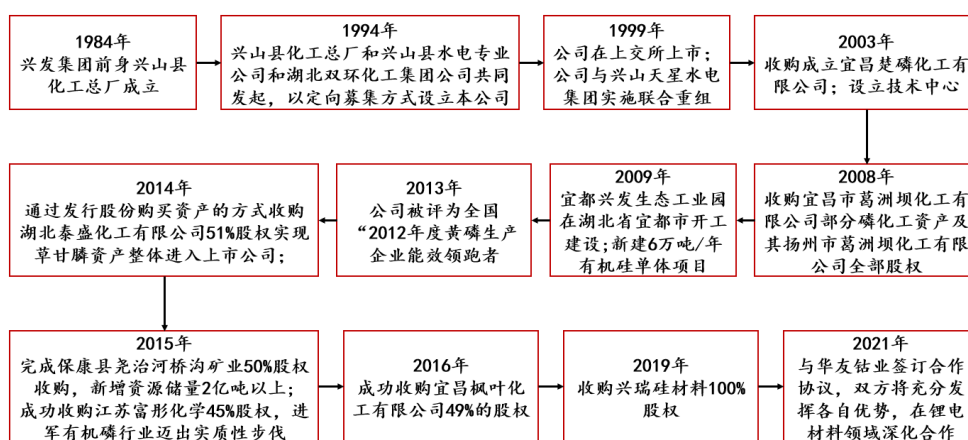 1984年
兴发集团前身兴山县
化工总厂成立
1994年
兴山县化工总厂和兴山县水电专业
公司和湖北双环化工集团公司共同
发起，以定向募集方式设立本公司
1999年
公司在上交所上市；
公司与兴山天星水电
集团实施联合重组
2003年
收购成立宜昌楚磷化工有
限公司；设立技术中心
2008年
收购宜昌市葛洲坝化工有
限公司部分磷化工资产及
其扬州市葛洲坝化工有限
公司全部股权
2009年
宜都兴发生态工业园
在湖北省宜都市开工
建设;新建6万吨/年
有机硅单体项目
2013年
公司被评为全国
“2012年度黄磷生产
企业能效领跑者
2014年
通过发行股份购买资产的方式收购
湖北泰盛化工有限公司51%股权实现
草甘膦资产整体进入上市公司；
2015年
完成保康县尧治河桥沟矿业50%股权
收购，新增资源储量2亿吨以上；
成功收购江苏富彤化学45%股权，进
军有机磷行业迈出实质性步伐
2016年
成功收购宜昌枫叶化
工有限公司49%的股权
2019年
收购兴瑞硅材料100%
股权
2021年
与华友钴业签订合作
协议，双方将充分发
挥各自优势，在锂电
材料领域深化合作